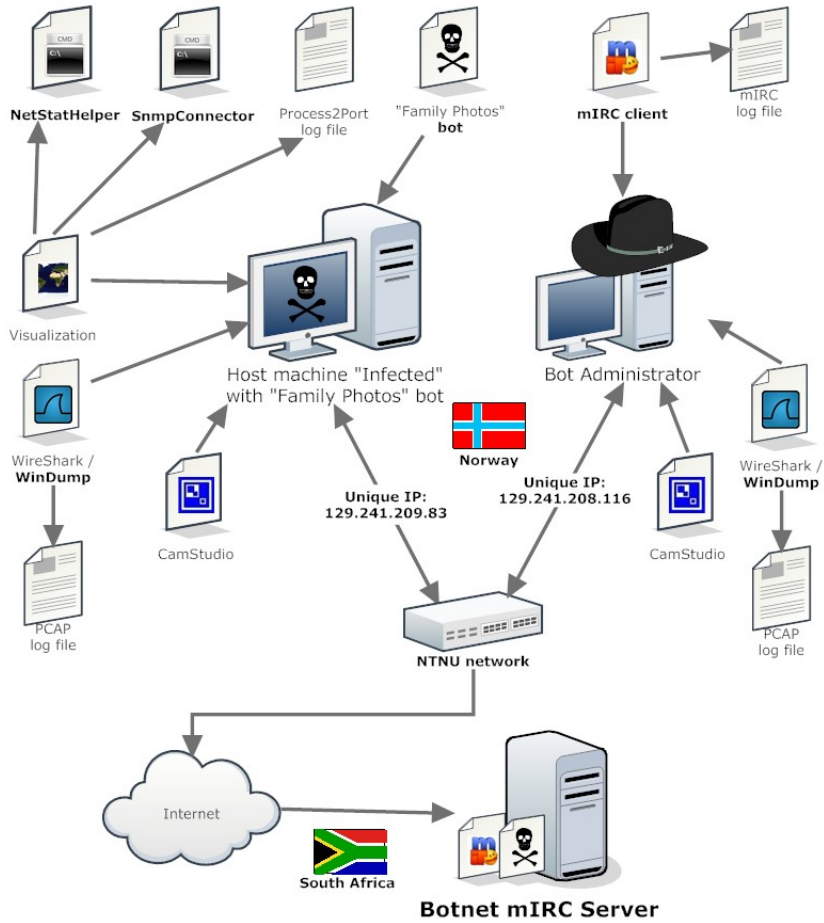 CMD
C:\
NetStatHelper
CMD
C:\
SnmpConnector
Process2Port
log file
"Family Photos"
bot
m
mIRC client
mIRC
log file
Visualization
Host machine "Infected"
with "Family Photos" bot
Bot Administrator
WireShark /
WinDump
CamStudio
PCAP
log file
Norway
Unique IP:
129.241.209.83
Unique IP:
129.241.208.116
WireShark /
WinDump
CamStudio
PCAP
log file
NTNU network
Internet
South Africa
m
Botnet mIRC Server